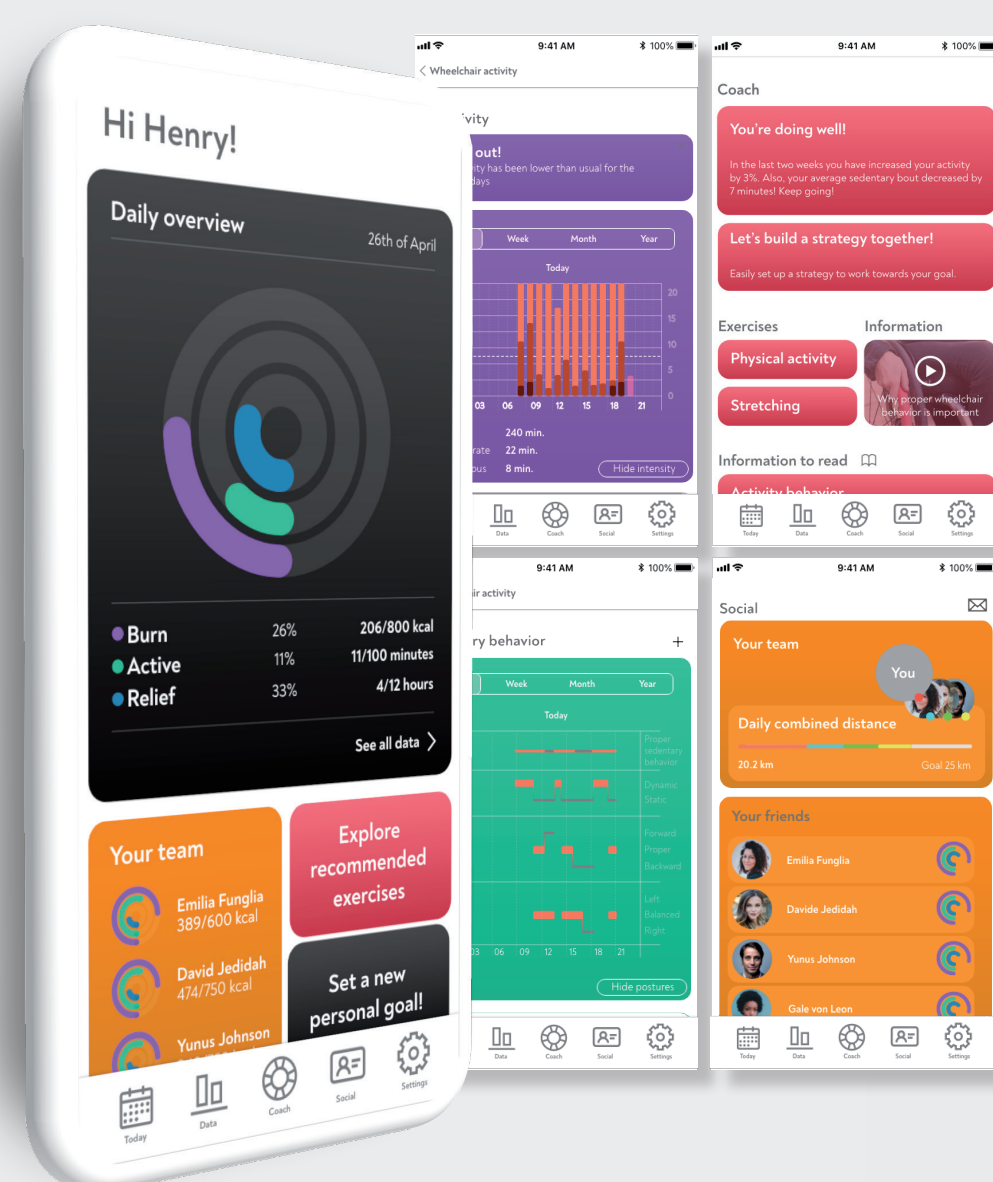 Hi Henry!
Daily overview
26th of April
Burn 26% 206/800 kcal
Active 11% 11/100 minutes
Relief 33% 4/12 hours
See all data
Your team
Emilia Funglia
389/600 kcal
David Jedidah
474/750 kcal
Yunus Johnson
Explore
recommended
exercises
Set a new
personal goal!
Today
Data
Coach
Social
Settings
9:41 AM 100%
Wheelchair activity
out!
has been lower than usual for the
days
Week Month Year
Today
20
15
10
5
0
03 06 09 12 15 18 21
240 min.
22 min.
8 min.
Hide intensity
Data Coach Social Settings
9:41 AM 100%
Coach
You're doing well!
In the last two weeks you have increased your activity
by 3%. Also, your average sedentary bout decreased by
7 minutes! Keep going!
Let's build a strategy together!
Easily set up a strategy to work towards your goal.
Exercises
Physical activity
Stretching
Information
Why proper wheelchair
behavior is important
Information to read
Activity behavior
Today Data Coach Social Settings
9:41 AM 100%
activity
behavior +
Week Month Year
Today
Proper
sedentary
behavior
Dynamic
Static
Forward
Proper
Backward
Left
Balanced
Right
03 06 09 12 15 18 21
Hide postures
Data Coach Social Settings
9:41 AM 100%
Social
Your team
You
Daily combined distance
20.2 km Goal 25 km
Your friends
Emilia Funglia
Davide Jedidah
Yunus Johnson
Gale von Leon
Today Data Coach Social Settings